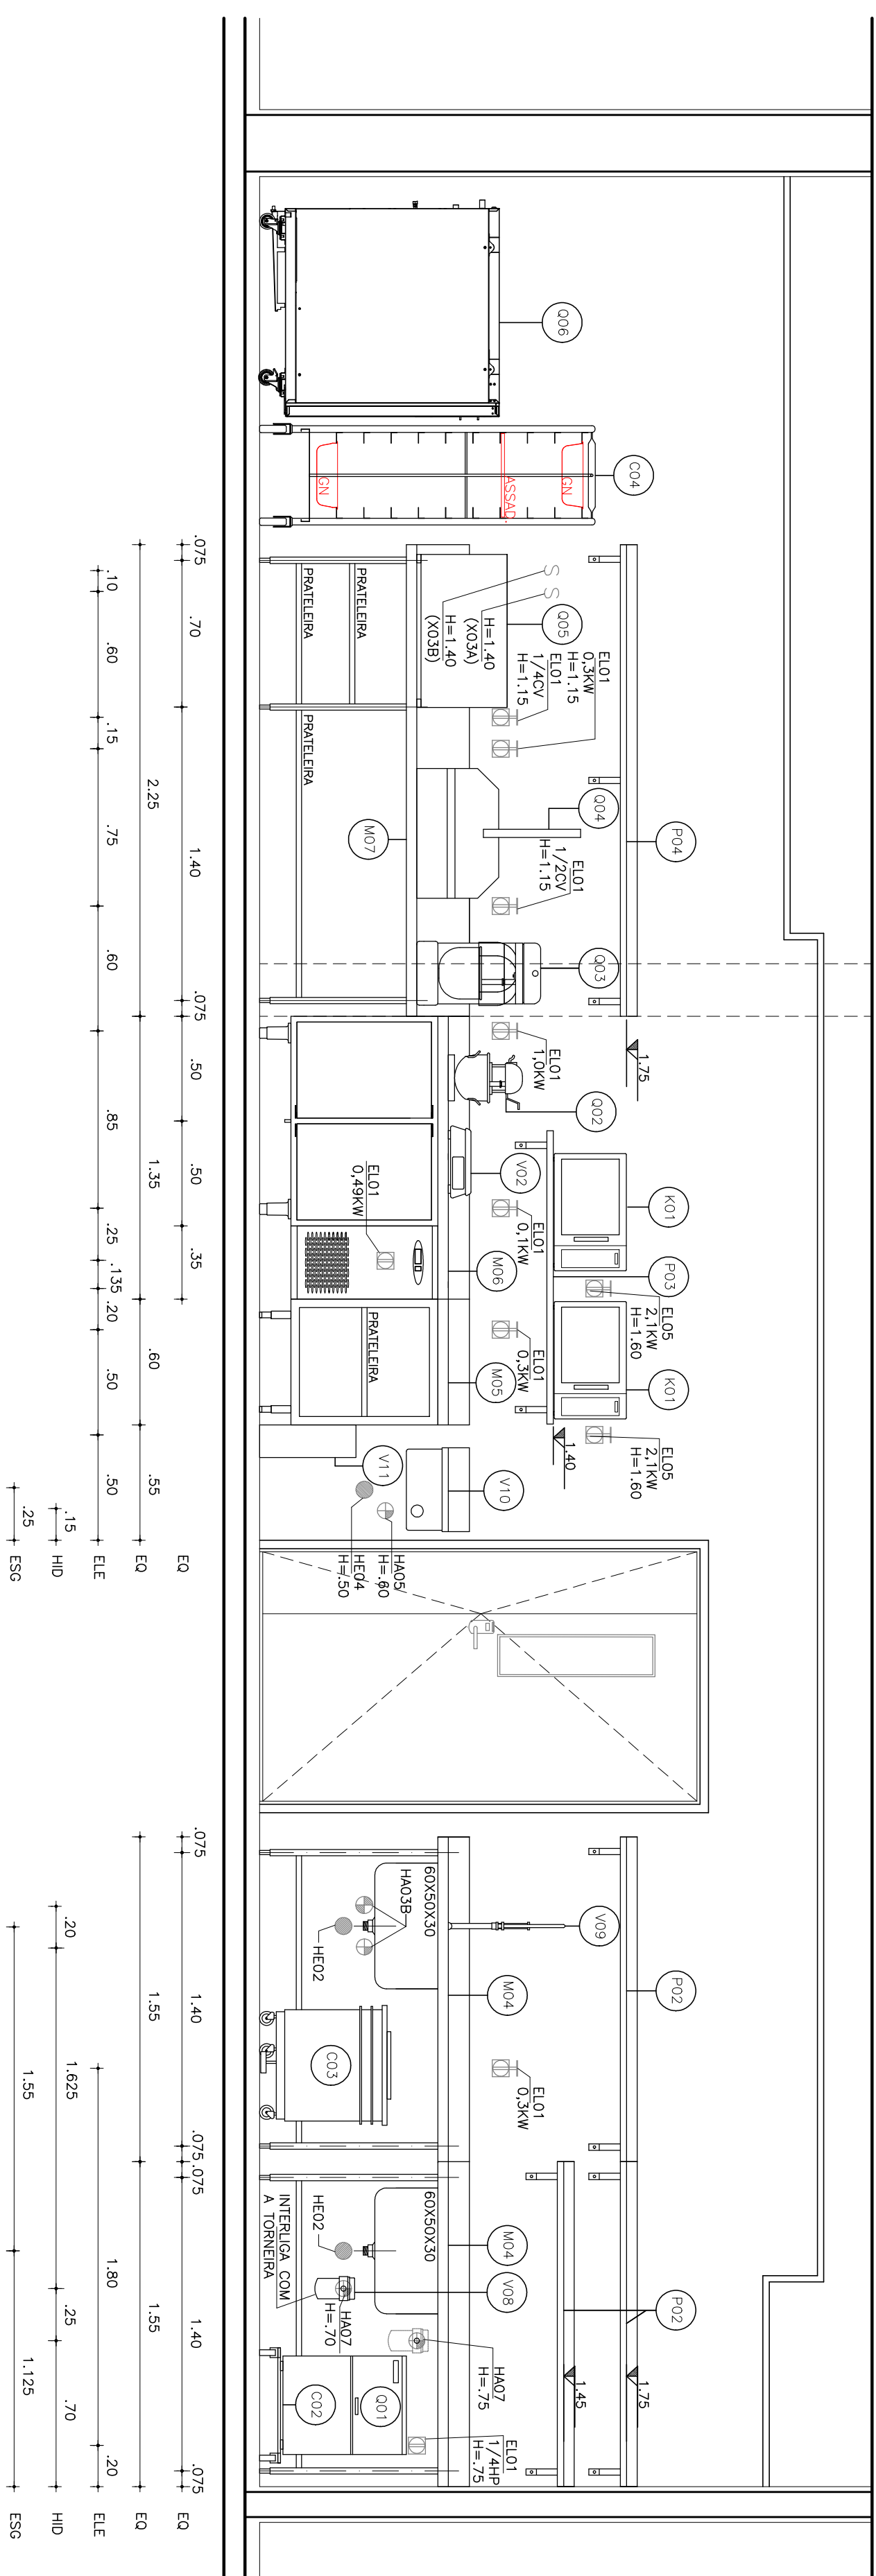 Q06
C04
GN
ASSAD.
GN
P04
Q05
H=1.40
(X03A)
H=1.40
(X03B)
EL01
0,3KW
H=1.15
EL01
1/4CV
H=1.15
Q04
EL01
1/2CV
H=1.15
Q03
M07
PRATELEIRA
PRATELEIRA
PRATELEIRA
1.75
EL01
1,0KW
Q02
V02
K01
P03
K01
EL01
0,1KW
EL05
2,1KW
H=1.60
EL05
2,1KW
H=1.60
1.40
M06
EL01
0,49KW
EL01
0,3KW
M05
PRATELEIRA
V10
V11
HA05
H=.60
HE04
H=.50
V09
P02
M04
60X50X30
HA03B
HE02
C03
EL01
0,3KW
P02
M04
60X50X30
HE02
V08
HA07
H=.70
INTERLIGA COM
A TORNEIRA
HA07
H=.75
1.45
1.75
Q01
C02
EL01
1/4HP
H=.75
.075 .70 1.40 .075 .50 .50 .35 EQ
2.25 1.35 .60 .55 EQ
.10 .60 .15 .75 .60 .85 .25 .135 .20 .50 .50 ELE
.15 HID
.25 ESG
.075 1.40 .075 .075 1.40 .075 EQ
1.55 1.55 EQ
1.80 .20 ELE
.20 1.625 .25 .70 HID
1.55 1.125 ESG